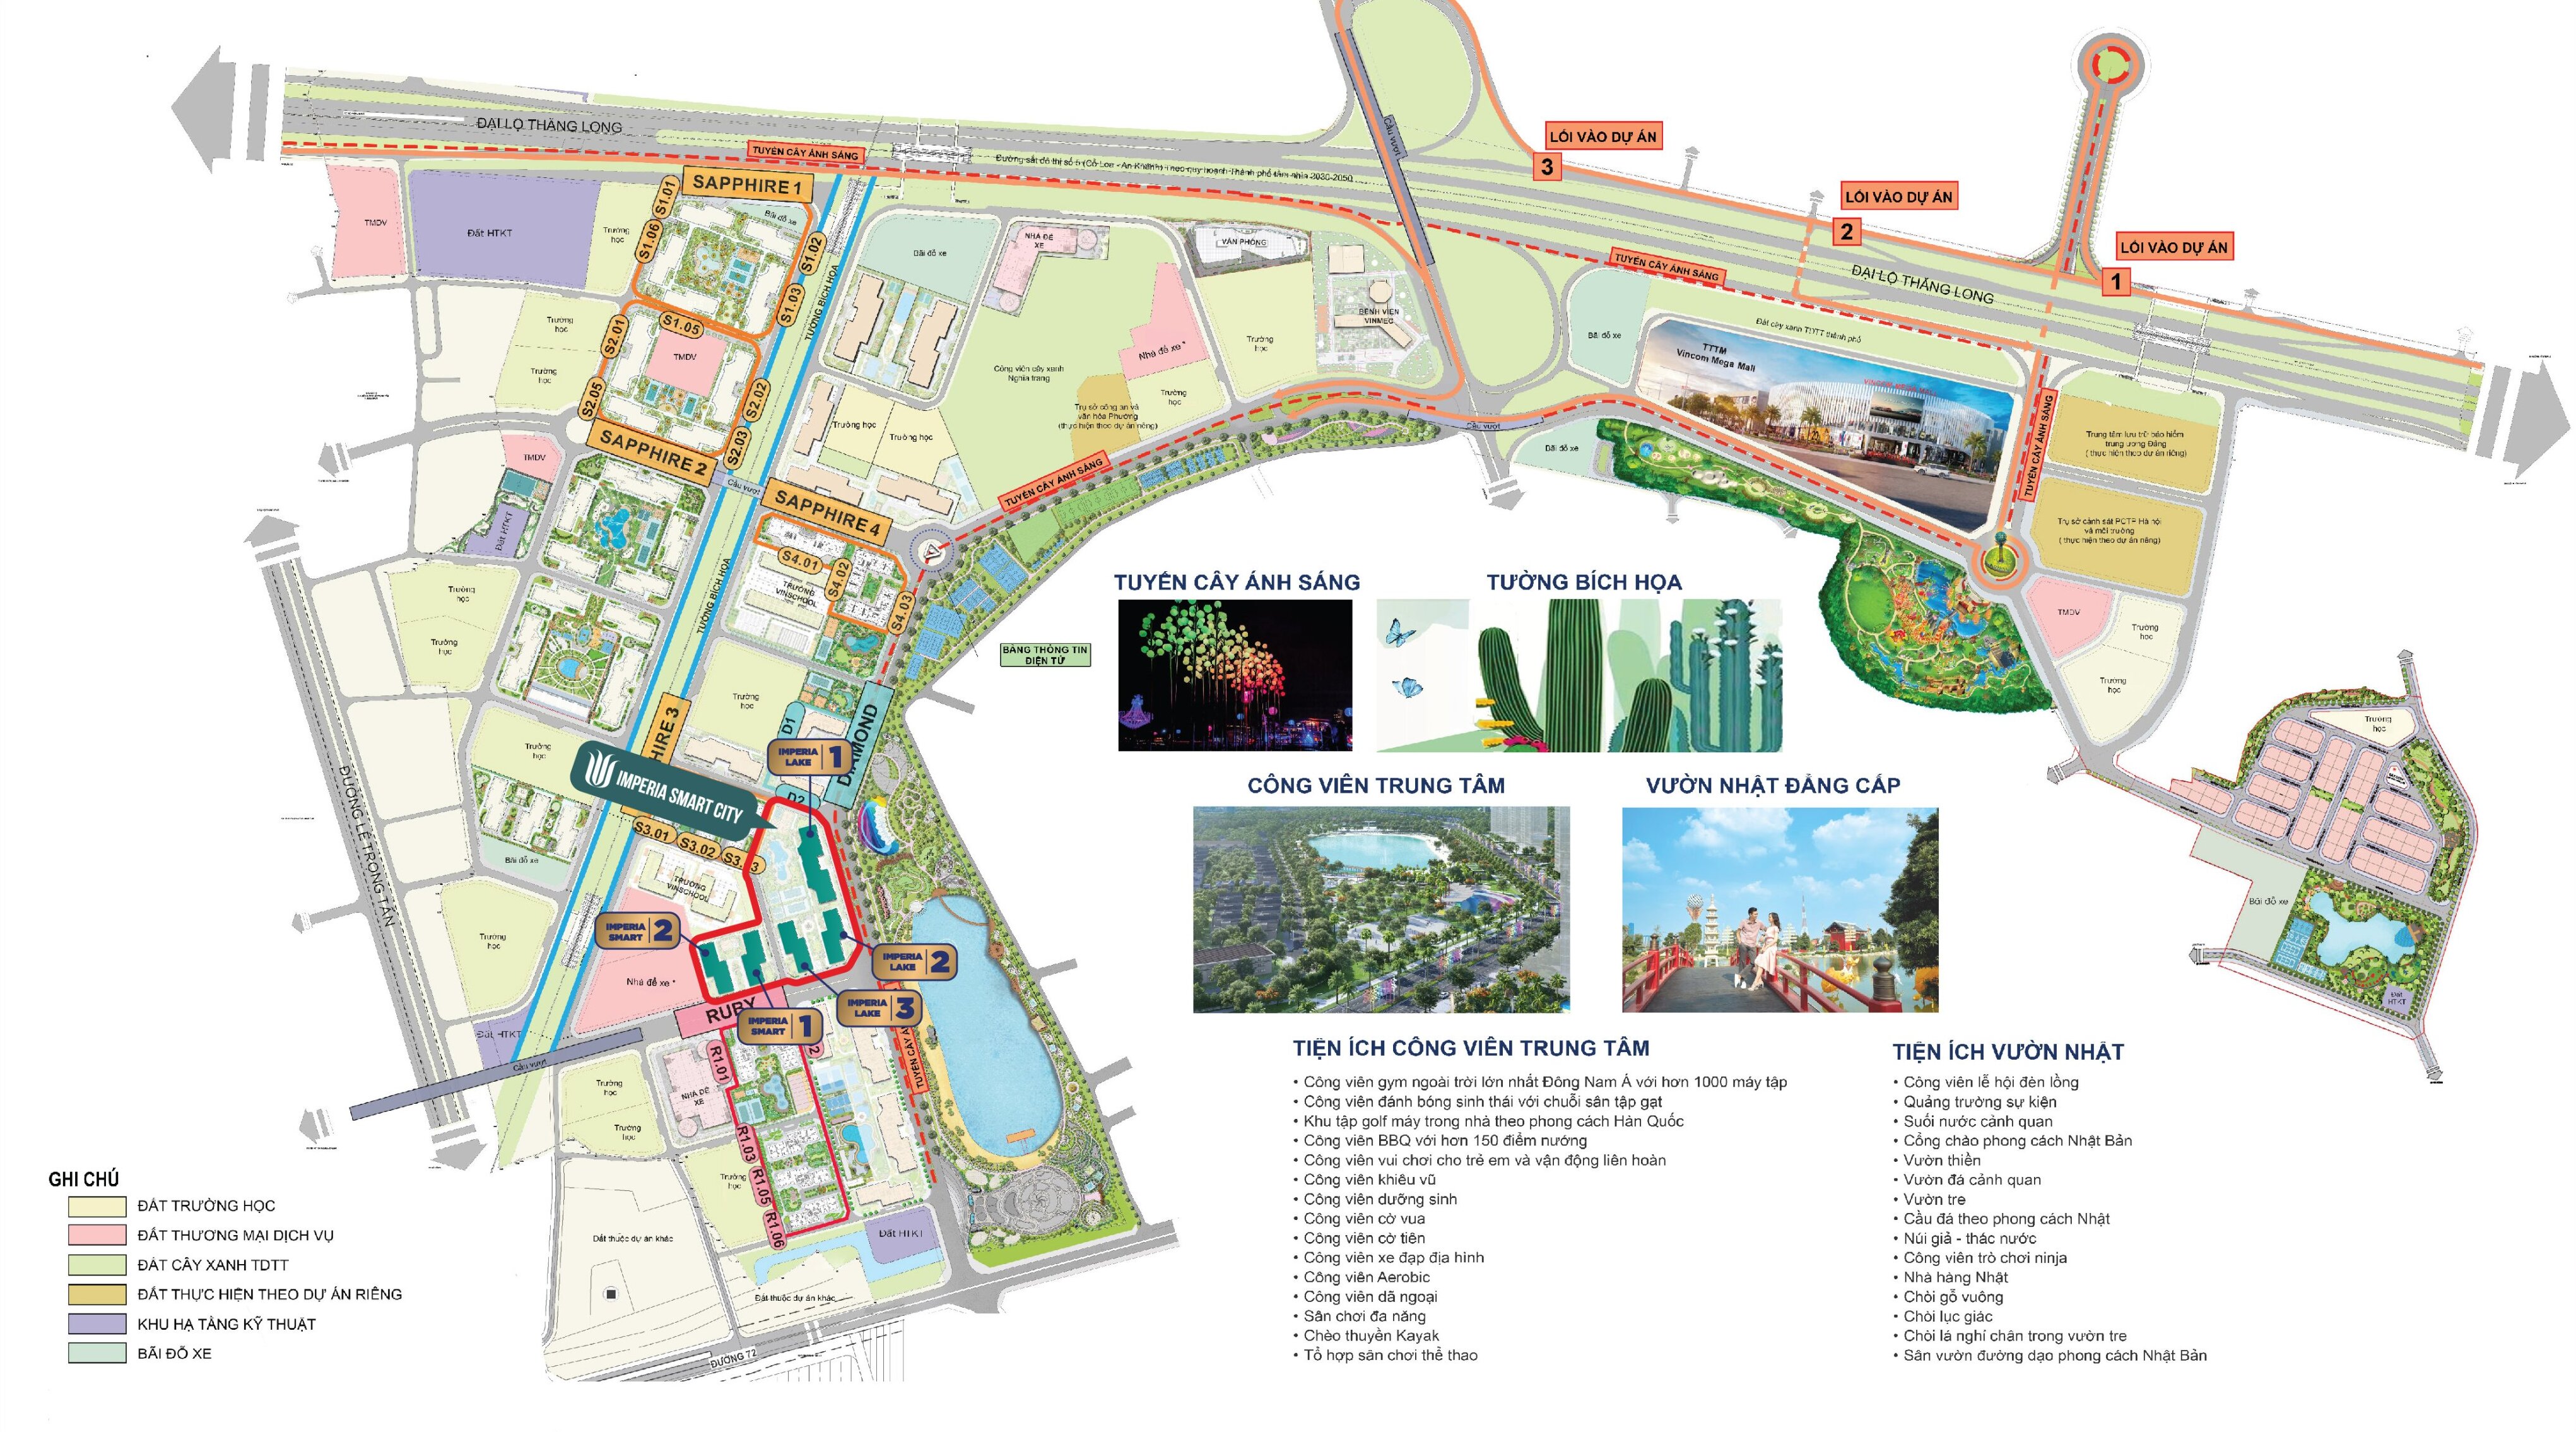 ĐẠI LỘ THĂNG LONG
TUYẾN CÂY ÁNH SÁNG
Đường sắt đô thị số 5 (Cổ Loa - An Khánh) theo quy hoạch Thành phố tầm nhìn 2030-2050
Cầu vượt
LỐI VÀO DỰ ÁN
3
LỐI VÀO DỰ ÁN
2
LỐI VÀO DỰ ÁN
1
ĐẠI LỘ THĂNG LONG
TUYẾN CÂY ÁNH SÁNG
TMDV
Đất HTKT
Trường
học
SAPPHIRE 1
S1.01
S1.06
Bãi đỗ xe
S1.02
S1.03
S1.05
TƯỜNG BÍCH HỌA
Bãi đỗ xe
NHÀ ĐỂ
XE
VĂN PHÒNG
BỆNH VIỆN
VINMEC
Trường
học
Nhà để xe *
Công viên cây xanh
Nghĩa trang
Trụ sở công an và
văn hóa Phường
(thực hiện theo dự án riêng)
Trường
học
Trường học
Trường học
Trường
học
Trường
học
S2.01
S2.05
TMDV
S2.02
S2.03
SAPPHIRE 2
Cầu vượt
SAPPHIRE 4
TUYẾN CÂY ÁNH SÁNG
Cầu vượt
Bãi đỗ xe
Bãi đỗ xe
Đất cây xanh TDTT thành phố
TTTM
Vincom Mega Mall
TUYẾN CÂY ÁNH SÁNG
Trung tâm lưu trữ bảo hiểm
trung ương Đảng
( thực hiện theo dự án riêng)
Trụ sở cảnh sát PCTP Hà nội
và môi trường
( thực hiện theo dự án riêng)
TMDV
Trường
học
Trường
học
TMDV
Đất HTKT
S4.01
S4.02
S4.03
TRƯỜNG
VINSCHOOL
TƯỜNG BÍCH HỌA
Trường
học
Trường
học
BẢNG THÔNG TIN
ĐIỆN TỬ
TUYẾN CÂY ÁNH SÁNG
TƯỜNG BÍCH HỌA
Trường
học
D1
DIAMOND
D2
HIRE 3
IMPERIA SMART CITY
IMPERIA
LAKE
1
Trường
học
Bãi đỗ xe
S3.01
S3.02
S3.
3
TRƯỜNG
VINSCHOOL
ĐƯỜNG LÊ TRỌNG TẤN
Trường
học
IMPERIA
SMART
2
IMPERIA
LAKE
2
IMPERIA
LAKE
3
IMPERIA
SMART
1
Nhà để xe *
RUBY
Đất HTKT
Cầu vượt
TUYẾN CÂY Á
R1.01
2
NHÀ ĐỂ
XE
Trường
học
Trường
học
R1.03
R1.05
R1.06
Trường
học
Đất HTKT
Đất thuộc dự án khác
Đất thuộc dự án khác
ĐƯỜNG 72
Trường
học
Bãi đỗ xe
Đất
HTKT
CÔNG VIÊN TRUNG TÂM
VƯỜN NHẬT ĐẲNG CẤP
TIỆN ÍCH CÔNG VIÊN TRUNG TÂM
• Công viên gym ngoài trời lớn nhất Đông Nam Á với hơn 1000 máy tập
• Công viên đánh bóng sinh thái với chuỗi sân tập gạt
• Khu tập golf máy trong nhà theo phong cách Hàn Quốc
• Công viên BBQ với hơn 150 điểm nướng
• Công viên vui chơi cho trẻ em và vận động liên hoàn
• Công viên khiêu vũ
• Công viên dưỡng sinh
• Công viên cờ vua
• Công viên cờ tiên
• Công viên xe đạp địa hình
• Công viên Aerobic
• Công viên dã ngoại
• Sân chơi đa năng
• Chèo thuyền Kayak
• Tổ hợp sân chơi thể thao
TIỆN ÍCH VƯỜN NHẬT
• Công viên lễ hội đèn lồng
• Quảng trường sự kiện
• Suối nước cảnh quan
• Cổng chào phong cách Nhật Bản
• Vườn thiền
• Vườn đá cảnh quan
• Vườn tre
• Cầu đá theo phong cách Nhật
• Núi giả - thác nước
• Công viên trò chơi ninja
• Nhà hàng Nhật
• Chòi gỗ vuông
• Chòi lục giác
• Chòi lá nghỉ chân trong vườn tre
• Sân vườn đường dạo phong cách Nhật Bản
GHI CHÚ
ĐẤT TRƯỜNG HỌC
ĐẤT THƯƠNG MẠI DỊCH VỤ
ĐẤT CÂY XANH TDTT
ĐẤT THỰC HIỆN THEO DỰ ÁN RIÊNG
KHU HẠ TẦNG KỸ THUẬT
BÃI ĐỖ XE